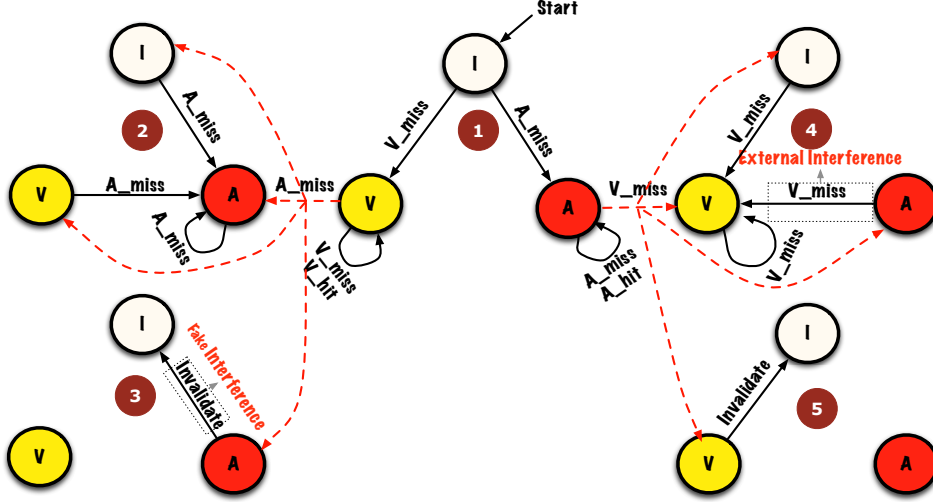 Start
I
I
I
2
1
4
A_miss
V_miss
A_miss
V_miss
External Interference
V
A_miss
A
A_miss
V
A
V_miss
V
V_miss
A
A_miss
V_miss
V_hit
A_miss
A_hit
V_miss
I
Fake Interference
Invalidate
3
I
Invalidate
5
V
A
V
A